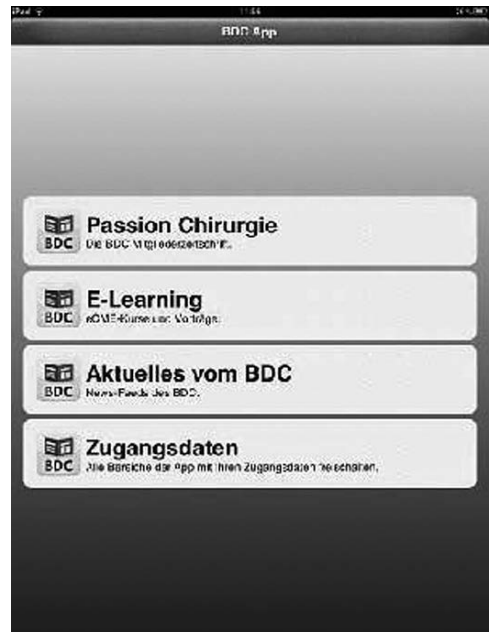 iPad
BDC App
Passion Chirurgie
BDC
Die BDC Mitgliederzeitschrift.
E-Learning
BDC
eCME-Kurse und Vorträge.
Aktuelles vom BDC
BDC
News-Feeds des BDC.
Zugangsdaten
BDC
Alle Bereiche der App mit Ihren Zugangsdaten freischalten.